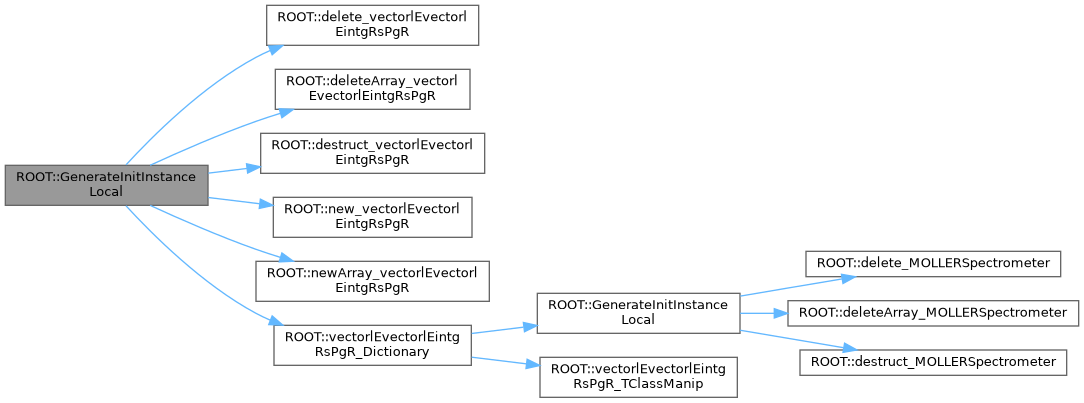 ROOT::delete_vectorlEvectorl
EintgRsPgR
ROOT::deleteArray_vectorl
EvectorlEintgRsPgR
ROOT::destruct_vectorlEvectorl
EintgRsPgR
ROOT::GenerateInitInstance
Local
ROOT::new_vectorlEvectorl
EintgRsPgR
ROOT::newArray_vectorlEvectorl
EintgRsPgR
ROOT::vectorlEvectorlEintg
RsPgR_Dictionary
ROOT::GenerateInitInstance
Local
ROOT::vectorlEvectorlEintg
RsPgR_TClassManip
ROOT::delete_MOLLERSpectrometer
ROOT::deleteArray_MOLLERSpectrometer
ROOT::destruct_MOLLERSpectrometer